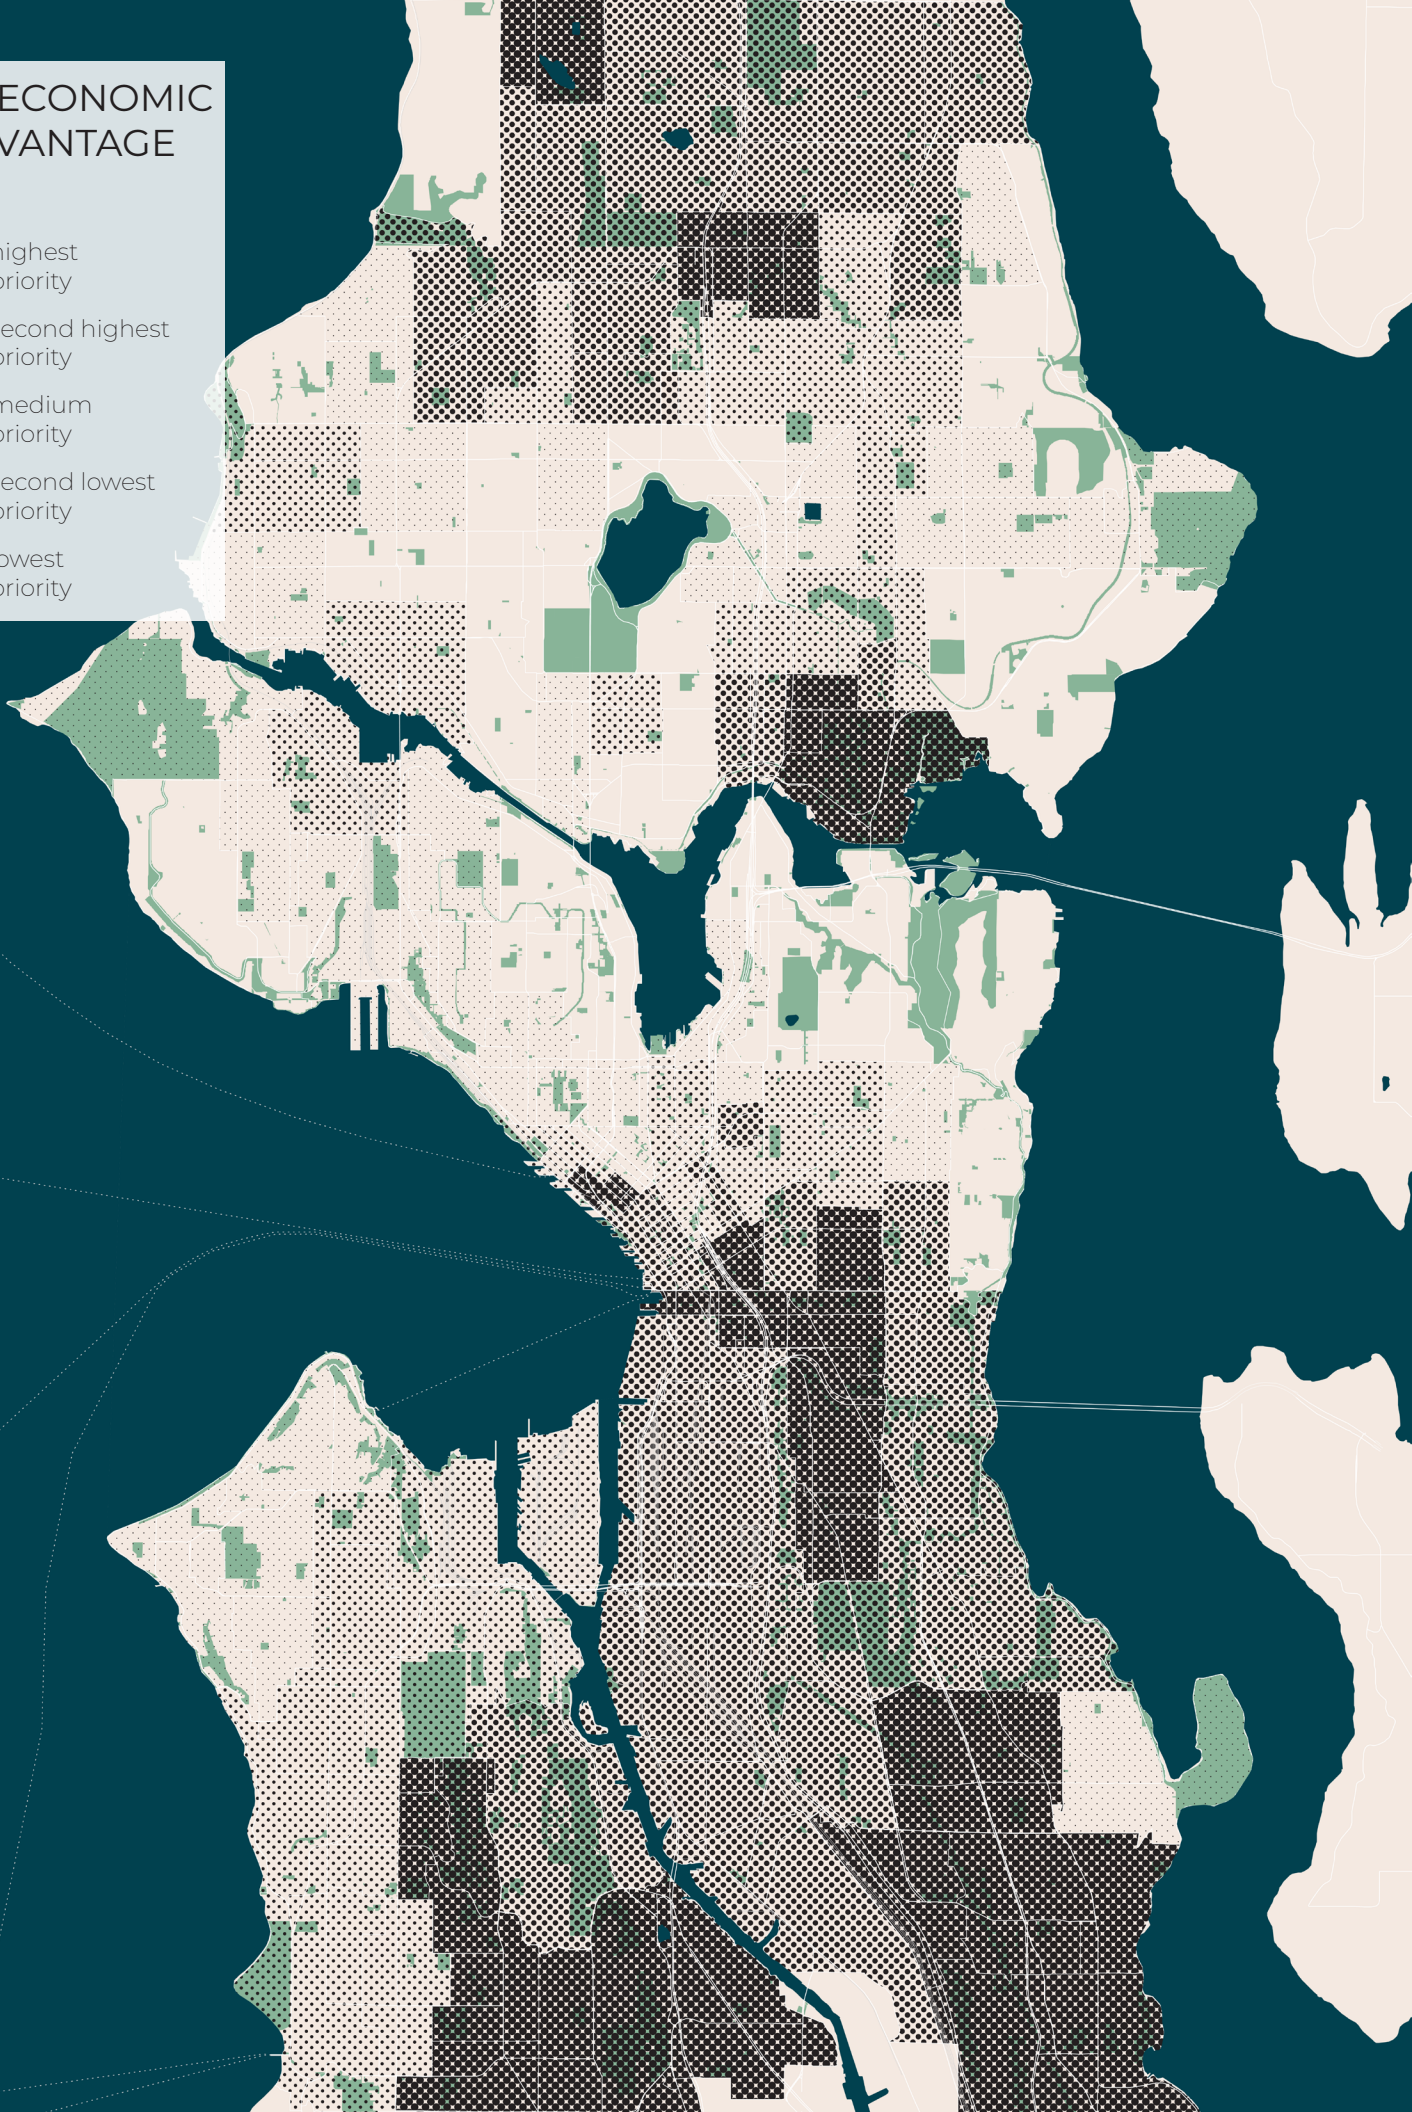 ECONOMIC
VANTAGE
highest
priority
second highest
priority
medium
priority
second lowest
priority
lowest
priority